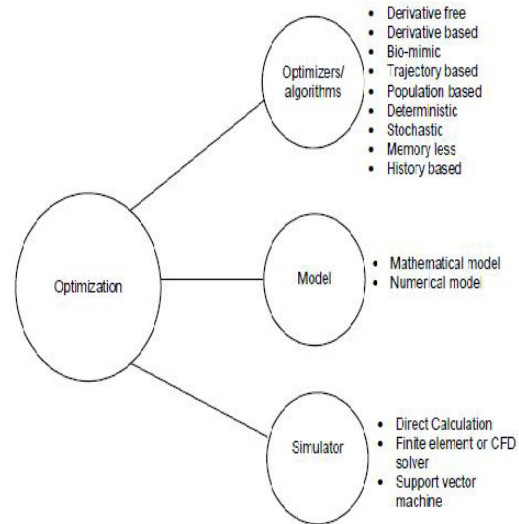 • Derivative free
• Derivative based
• Bio-mimic
• Trajectory based
• Population based
• Deterministic
• Stochastic
• Memory less
• History based
Optimizers/
algorithms
Optimization
Model
• Mathematical model
• Numerical model
Simulator
• Direct Calculation
• Finite element or CFD
solver
• Support vector
machine